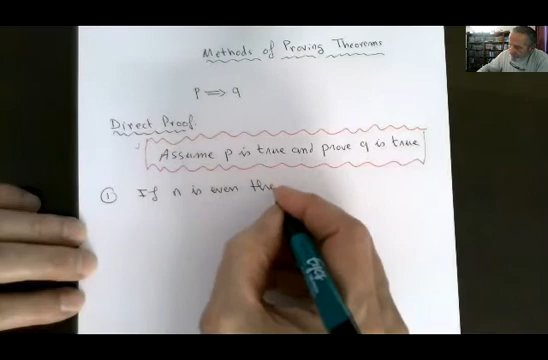 Methods of Proving Theorems
p ⟹ q
Direct Proof:
Assume p is true and prove q is true
① If n is even the